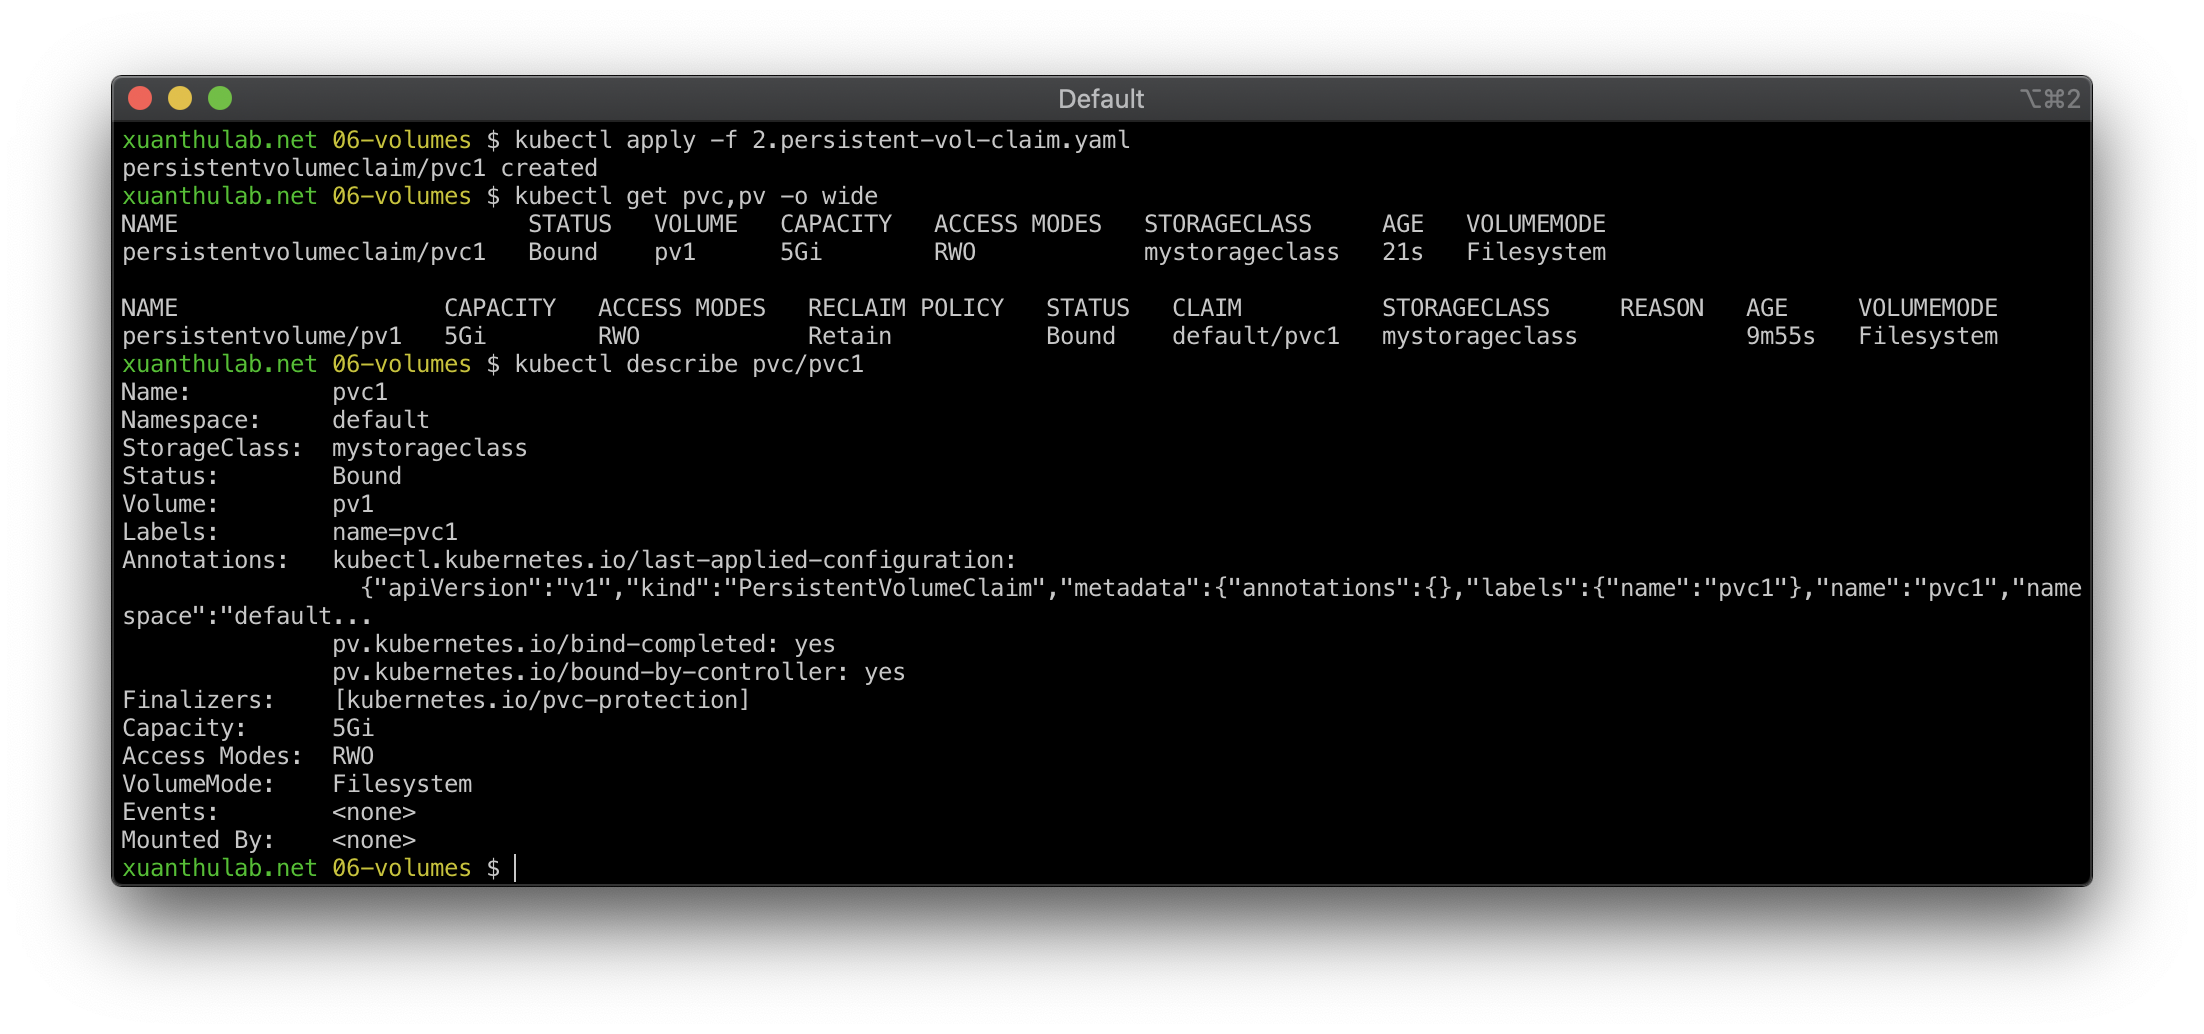 Default
⌥⌘2
xuanthulab.net 06-volumes $ kubectl apply -f 2.persistent-vol-claim.yaml
persistentvolumeclaim/pvc1 created
xuanthulab.net 06-volumes $ kubectl get pvc,pv -o wide
NAME                         STATUS   VOLUME   CAPACITY   ACCESS MODES   STORAGECLASS     AGE   VOLUMEMODE
persistentvolumeclaim/pvc1   Bound    pv1      5Gi        RWO            mystorageclass   21s   Filesystem
NAME                   CAPACITY   ACCESS MODES   RECLAIM POLICY   STATUS   CLAIM          STORAGECLASS     REASON   AGE     VOLUMEMODE
persistentvolume/pv1   5Gi        RWO            Retain           Bound    default/pvc1   mystorageclass            9m55s   Filesystem
xuanthulab.net 06-volumes $ kubectl describe pvc/pvc1
Name:          pvc1
Namespace:     default
StorageClass:  mystorageclass
Status:        Bound
Volume:        pv1
Labels:        name=pvc1
Annotations:   kubectl.kubernetes.io/last-applied-configuration:
                 {"apiVersion":"v1","kind":"PersistentVolumeClaim","metadata":{"annotations":{},"labels":{"name":"pvc1"},"name":"pvc1","name
space":"default...
               pv.kubernetes.io/bind-completed: yes
               pv.kubernetes.io/bound-by-controller: yes
Finalizers:    [kubernetes.io/pvc-protection]
Capacity:      5Gi
Access Modes:  RWO
VolumeMode:    Filesystem
Events:        <none>
Mounted By:    <none>
xuanthulab.net 06-volumes $